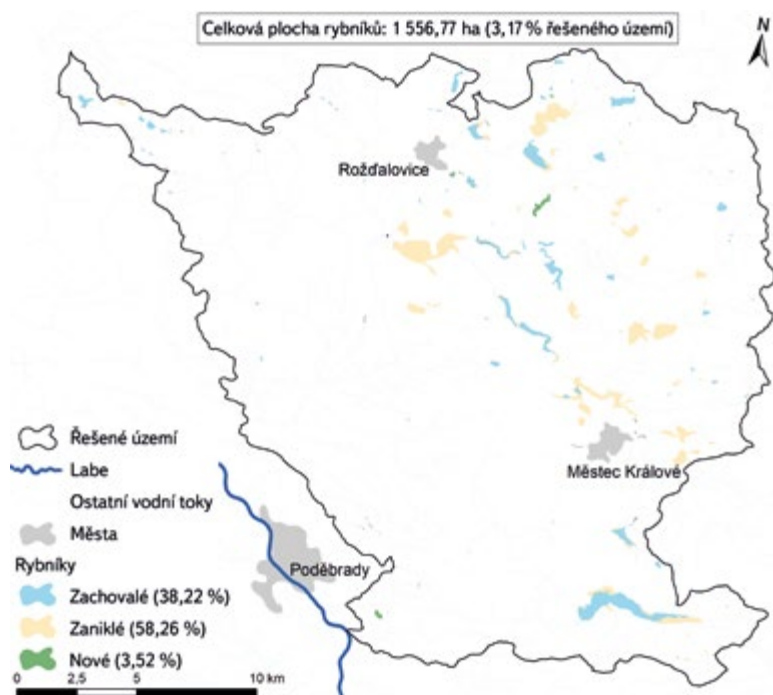 Celková plocha rybníků: 1 556,77 ha (3,17 % řešeného území)
N
Rožďalovice
Řešené území
Labe
Městec Králové
Ostatní vodní toky
Města
Poděbrady
Rybníky
Zachovalé (38,22 %)
Zaniklé (58,26 %)
Nové (3,52 %)
0 2,5 5 10 km